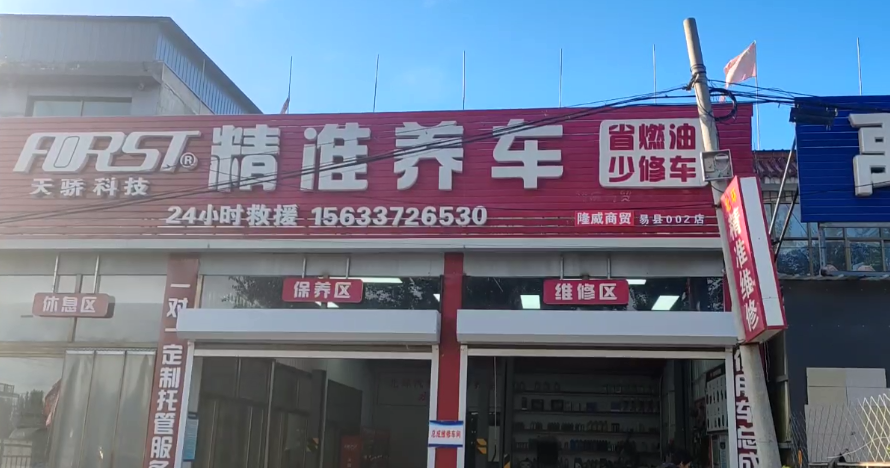 FORST® 精准养车 省燃油
天骄科技 少修车
24小时救援 15633726530 隆威商贸 易县002店
精准维修
休息区 保养区 维修区
一对一定制托管服务